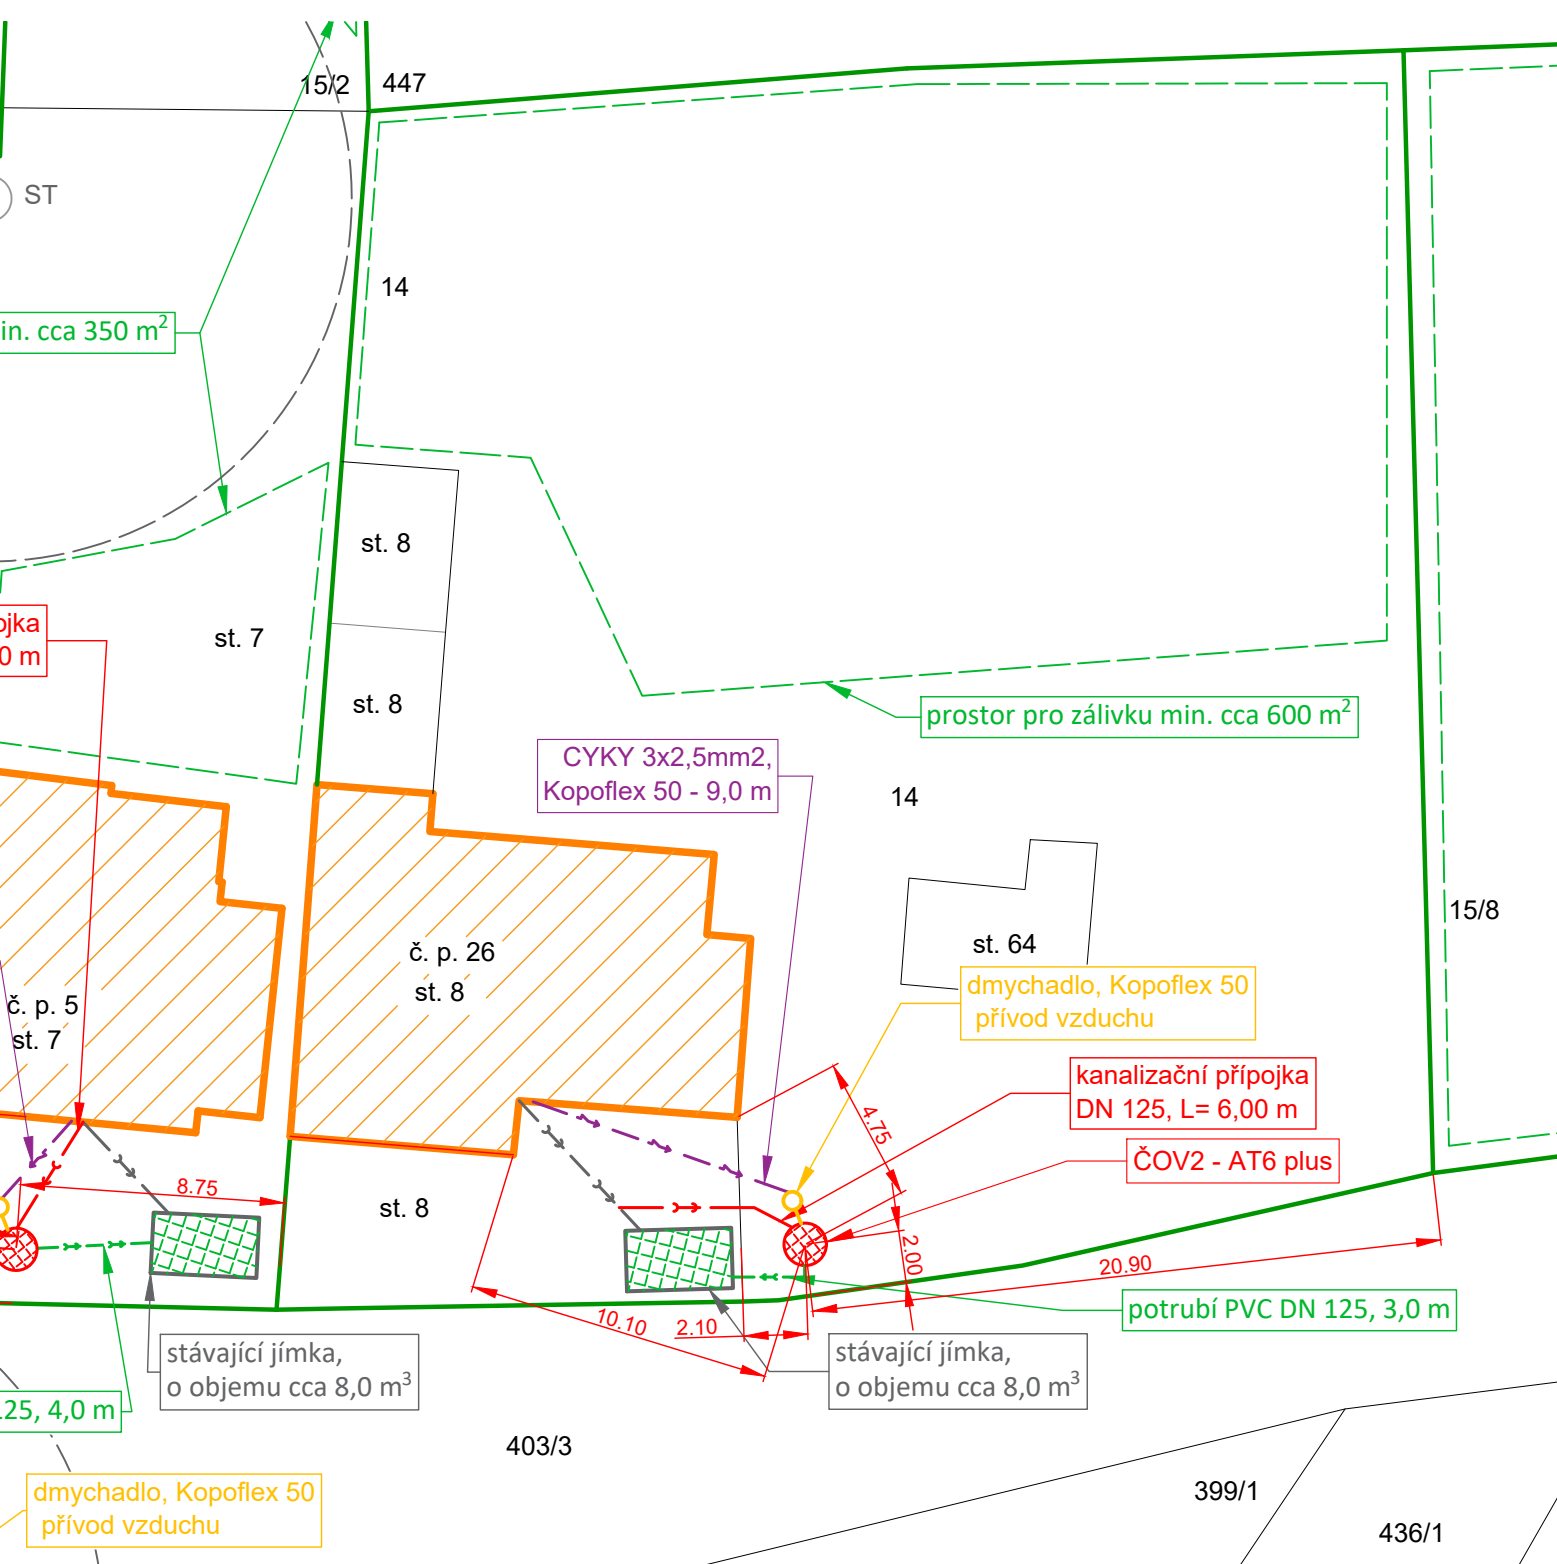 15/2
447
ST
14
in. cca 350 m²
st. 8
ojka
0 m
st. 7
st. 8
prostor pro zálivku min. cca 600 m²
CYKY 3x2,5mm2,
Kopoflex 50 - 9,0 m
14
15/8
č. p. 26
st. 8
st. 64
č. p. 5
st. 7
dmychadlo, Kopoflex 50
přívod vzduchu
kanalizační přípojka
DN 125, L= 6,00 m
4.75
ČOV2 - AT6 plus
8.75
st. 8
2.00
20.90
potrubí PVC DN 125, 3,0 m
10.10
2.10
stávající jímka,
o objemu cca 8,0 m³
stávající jímka,
o objemu cca 8,0 m³
25, 4,0 m
403/3
dmychadlo, Kopoflex 50
přívod vzduchu
399/1
436/1